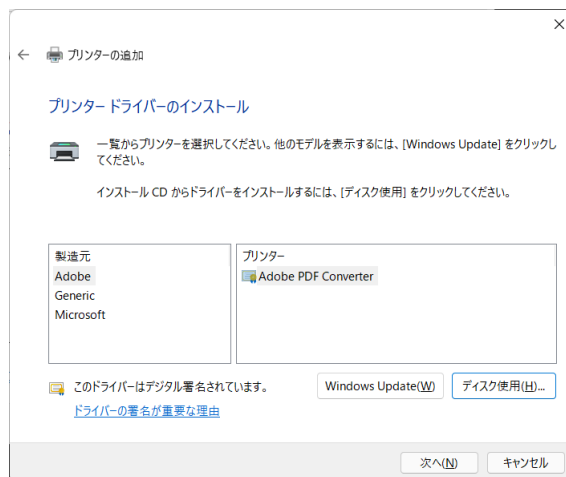 プリンターの追加
プリンター ドライバーのインストール
一覧からプリンターを選択してください。他のモデルを表示するには、[Windows Update] をクリックし
てください。
インストール CD からドライバーをインストールするには、[ディスク使用] をクリックしてください。
製造元
Adobe
Generic
Microsoft
プリンター
Adobe PDF Converter
このドライバーはデジタル署名されています。
ドライバーの署名が重要な理由
Windows Update(W)
ディスク使用(H)...
次へ(N)
キャンセル